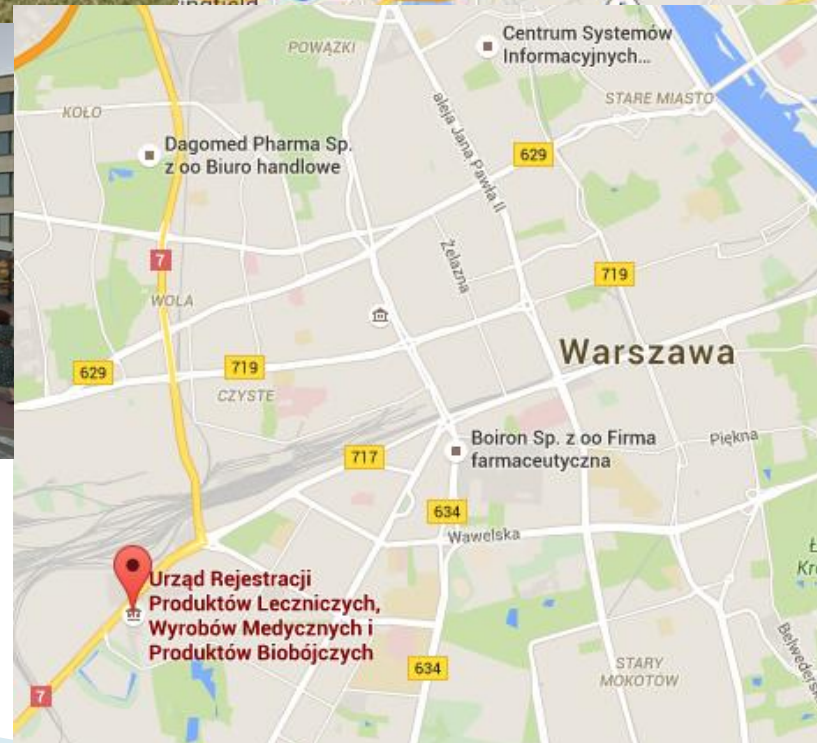 POWĄZKI
Centrum Systemów
Informacyjnych...
KOŁO
aleja Jana Pawła II
STARE MIASTO
Dagomed Pharma Sp.
z oo Biuro handlowe
629
7
Żelazna
719
WOLA
Warszawa
629
719
CZYSTE
Boiron Sp. z oo Firma
farmaceutyczna
Piękna
717
634
Wawelska
Urząd Rejestracji
Produktów Leczniczych,
Wyrobów Medycznych i
Produktów Biobójczych
634
STARY
MOKOTÓW
7